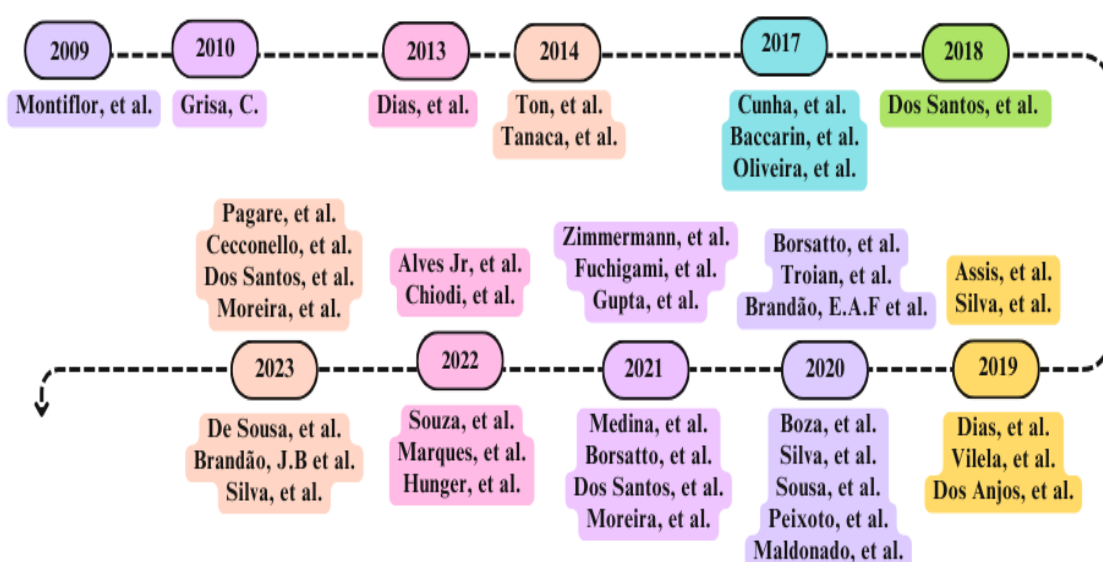 2009
Montiflor, et al.
2010
Grisa, C.
2013
Dias, et al.
2014
Ton, et al.
Tanaca, et al.
2017
Cunha, et al.
Baccarin, et al.
Oliveira, et al.
2018
Dos Santos, et al.
Assis, et al.
Silva, et al.
2019
Dias, et al.
Vilela, et al.
Dos Anjos, et al.
Borsatto, et al.
Troian, et al.
Brandão, E.A.F et al.
2020
Boza, et al.
Silva, et al.
Sousa, et al.
Peixoto, et al.
Maldonado, et al.
Zimmermann, et al.
Fuchigami, et al.
Gupta, et al.
2021
Medina, et al.
Borsatto, et al.
Dos Santos, et al.
Moreira, et al.
Alves Jr, et al.
Chiodi, et al.
2022
Souza, et al.
Marques, et al.
Hunger, et al.
Pagare, et al.
Cecconello, et al.
Dos Santos, et al.
Moreira, et al.
2023
De Sousa, et al.
Brandão, J.B et al.
Silva, et al.